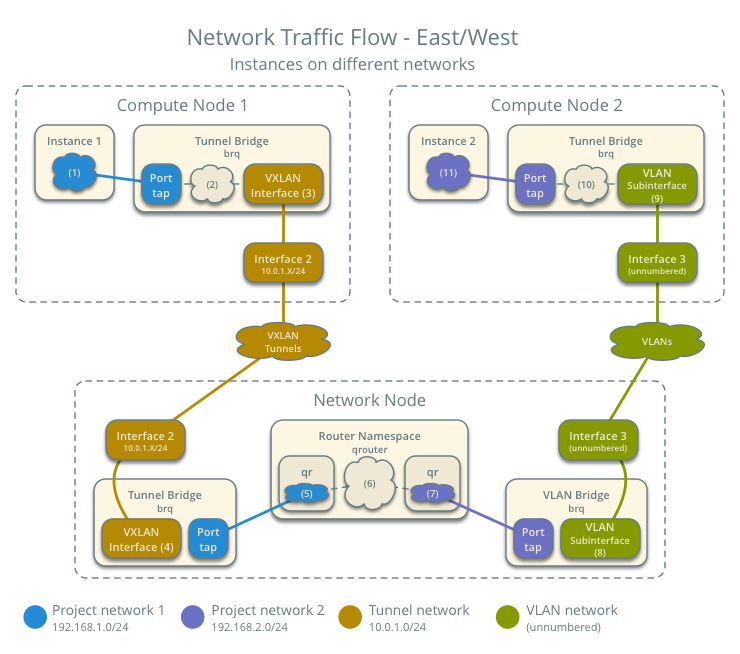 Network Traffic Flow - East/West
Instances on different networks
Compute Node 1
Instance 1
(1)
Tunnel Bridge
brq
Port
tap
(2)
VXLAN
Interface (3)
Interface 2
10.0.1.X/24
VXLAN
Tunnels
Compute Node 2
Instance 2
(11)
Tunnel Bridge
brq
Port
tap
(10)
VLAN
Subinterface
(9)
Interface 3
(unnumbered)
VLANs
Network Node
Interface 2
10.0.1.X/24
Tunnel Bridge
brq
VXLAN
Interface (4)
Port
tap
Router Namespace
qrouter
qr
(5)
(6)
qr
(7)
Interface 3
(unnumbered)
VLAN Bridge
brq
Port
tap
VLAN
Subinterface
(8)
Project network 1
192.168.1.0/24
Project network 2
192.168.2.0/24
Tunnel network
10.0.1.0/24
VLAN network
(unnumbered)